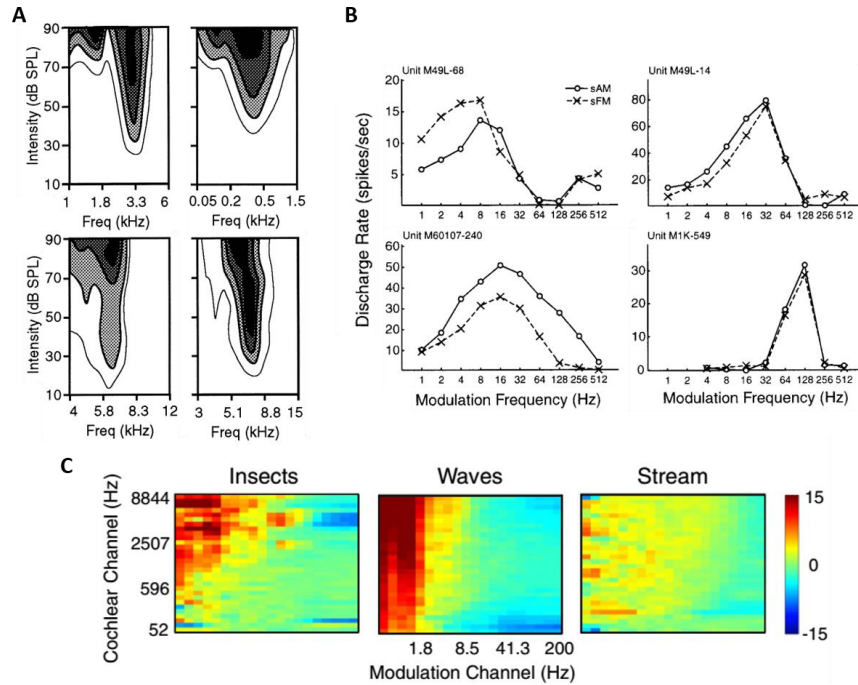 A
B
90
70
50
30
10
Intensity (dB SPL)
1 1.8 3.3 6
Freq (kHz)
0.05 0.2 0.5 1.5
Freq (kHz)
90
70
50
30
10
Intensity (dB SPL)
4 5.8 8.3 12
Freq (kHz)
3 5.1 8.8 15
Freq (kHz)
Discharge Rate (spikes/sec)
Unit M49L-68
20
15
10
5
sAM
sFM
1 2 4 8 16 32 64 128 256 512
Unit M49L-14
80
60
40
20
1 2 4 8 16 32 64 128 256 512
Unit M60107-240
60
50
40
30
20
10
1 2 4 8 16 32 64 128 256 512
Modulation Frequency (Hz)
Unit M1K-549
30
20
10
1 2 4 8 16 32 64 128 256 512
Modulation Frequency (Hz)
C
Insects Waves Stream
Cochlear Channel (Hz)
8844
2507
596
52
1.8 8.5 41.3 200
Modulation Channel (Hz)
15
0
-15